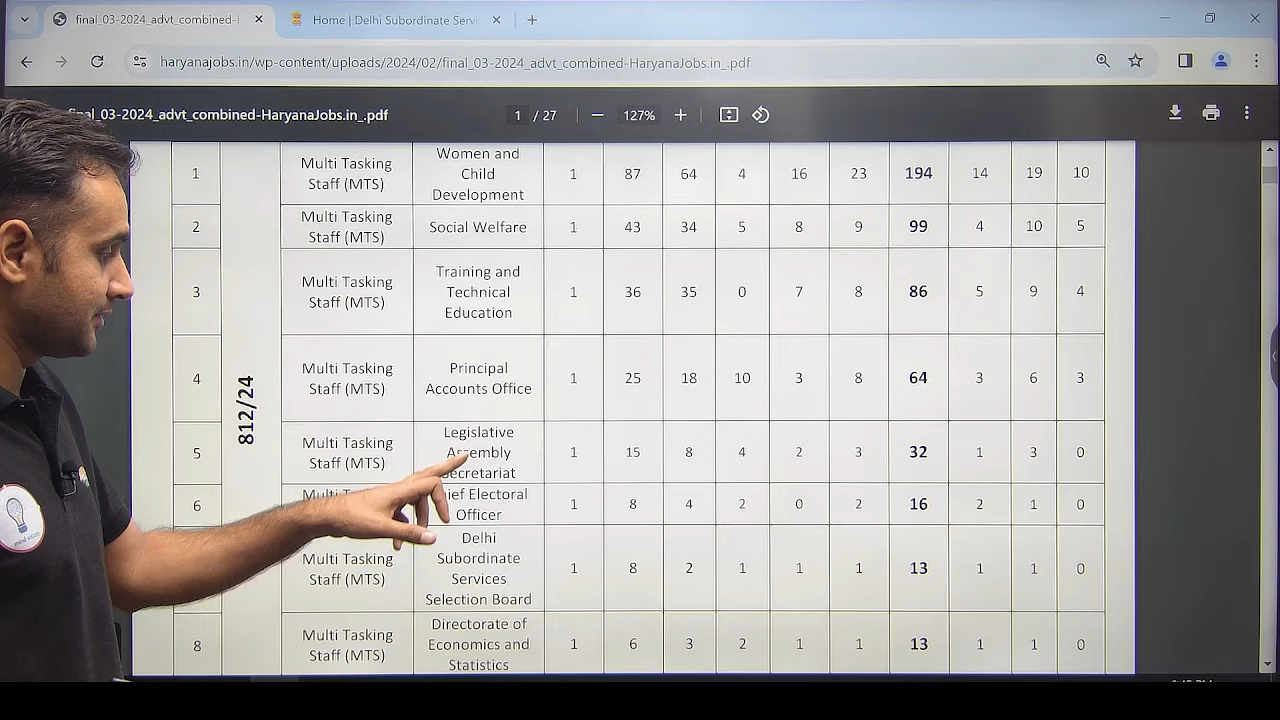 final_03-2024_advt_combined-H
Home | Delhi Subordinate Servi
haryanajobs.in/wp-content/uploads/2024/02/final_03-2024_advt_combined-HaryanaJobs.in_.pdf
final_03-2024_advt_combined-HaryanaJobs.in_.pdf
1 / 27
127%
1
812/24
Multi Tasking
Staff (MTS)
Women and
Child
Development
1 87 64 4 16 23 194 14 19 10
2
Multi Tasking
Staff (MTS)
Social Welfare
1 43 34 5 8 9 99 4 10 5
3
Multi Tasking
Staff (MTS)
Training and
Technical
Education
1 36 35 0 7 8 86 5 9 4
4
Multi Tasking
Staff (MTS)
Principal
Accounts Office
1 25 18 10 3 8 64 3 6 3
5
Multi Tasking
Staff (MTS)
Legislative
Assembly
Secretariat
1 15 8 4 2 3 32 1 3 0
6
Multi Tasking
Electoral
Officer
1 8 4 2 0 2 16 2 1 0
Multi Tasking
Staff (MTS)
Delhi
Subordinate
Services
Selection Board
1 8 2 1 1 1 13 1 1 0
8
Multi Tasking
Staff (MTS)
Directorate of
Economics and
Statistics
1 6 3 2 1 1 13 1 1 0